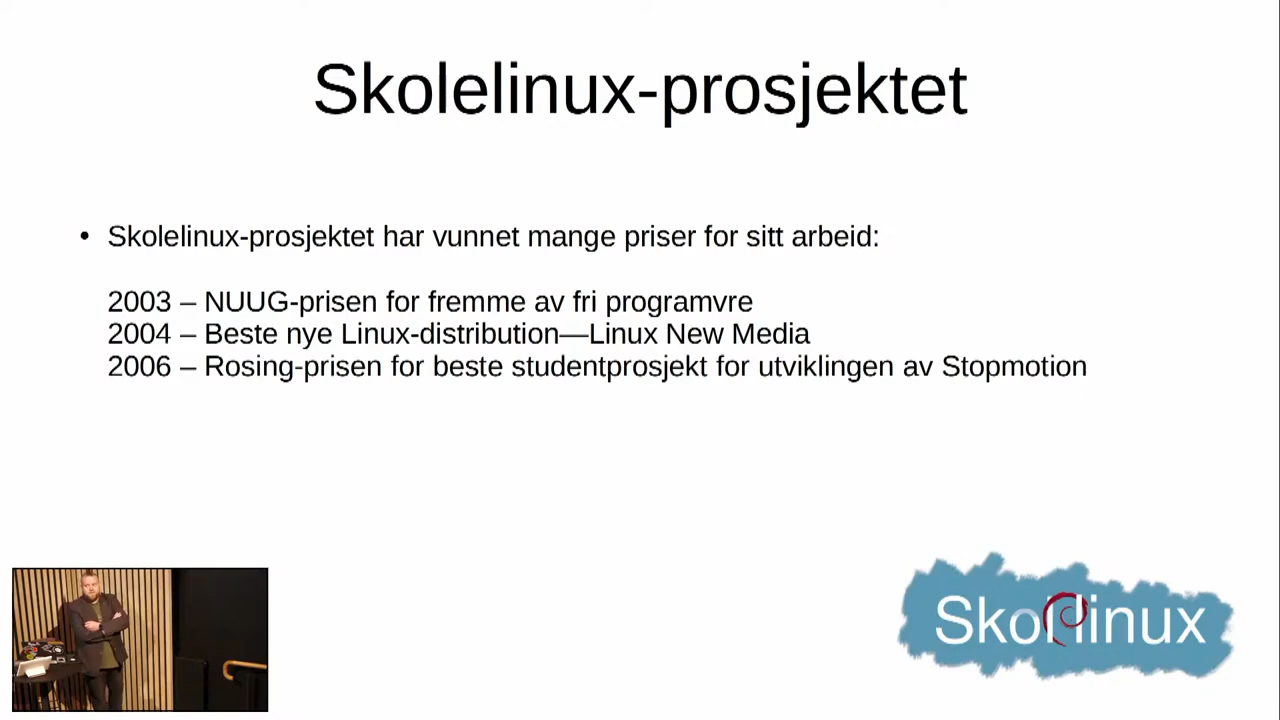 Skolelinux-prosjektet
• Skolelinux-prosjektet har vunnet mange priser for sitt arbeid:
2003 – NUUG-prisen for fremme av fri programvre
2004 – Beste nye Linux-distribution—Linux New Media
2006 – Rosing-prisen for beste studentprosjekt for utviklingen av Stopmotion
Skolelinux